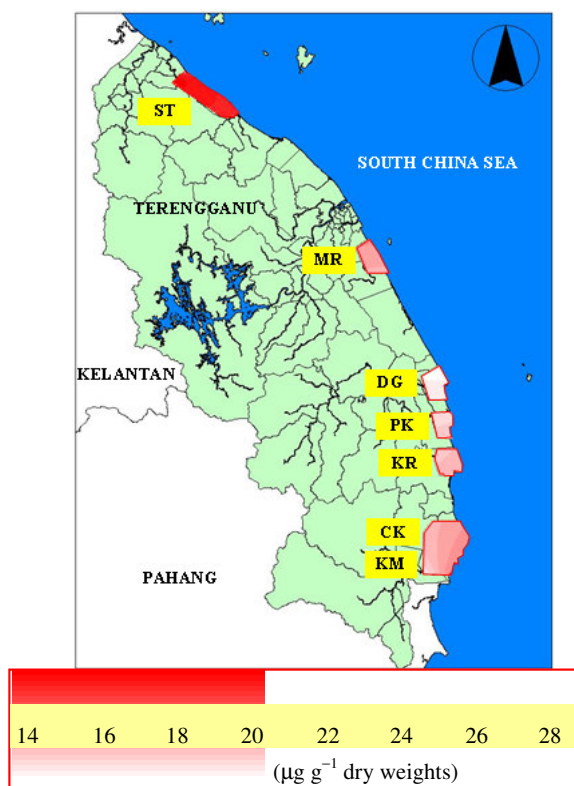 ST
SOUTH CHINA SEA
TERENGGANU
MR
KELANTAN
DG
PK
KR
CK
KM
PAHANG
14 16 18 20 22 24 26 28
(µg g⁻¹ dry weights)